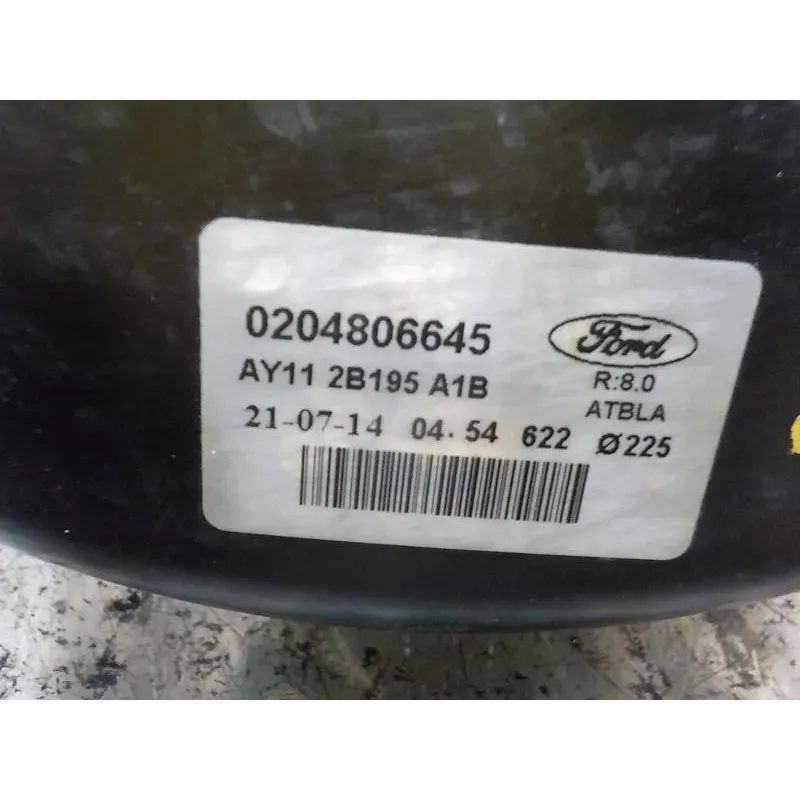 0204806645
Ford
AY11 2B195 A1B
R:8.0
ATBLA
21-07-14 04.54 622 Ø225